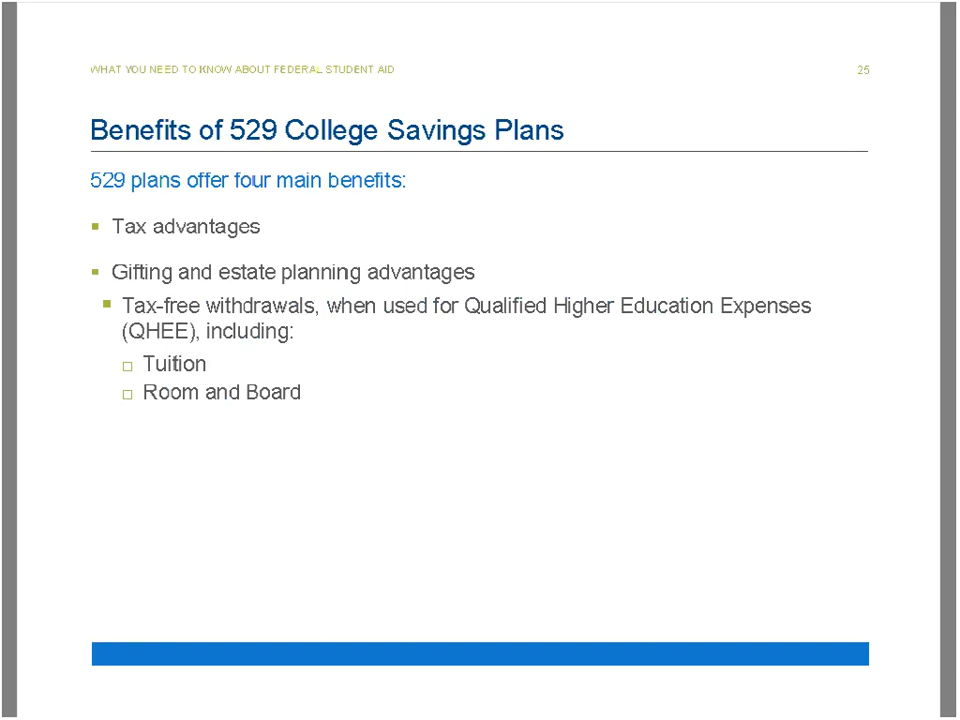 WHAT YOU NEED TO KNOW ABOUT FEDERAL STUDENT AID
25
Benefits of 529 College Savings Plans
529 plans offer four main benefits:
Tax advantages
Gifting and estate planning advantages
Tax-free withdrawals, when used for Qualified Higher Education Expenses
(QHEE), including:
Tuition
Room and Board